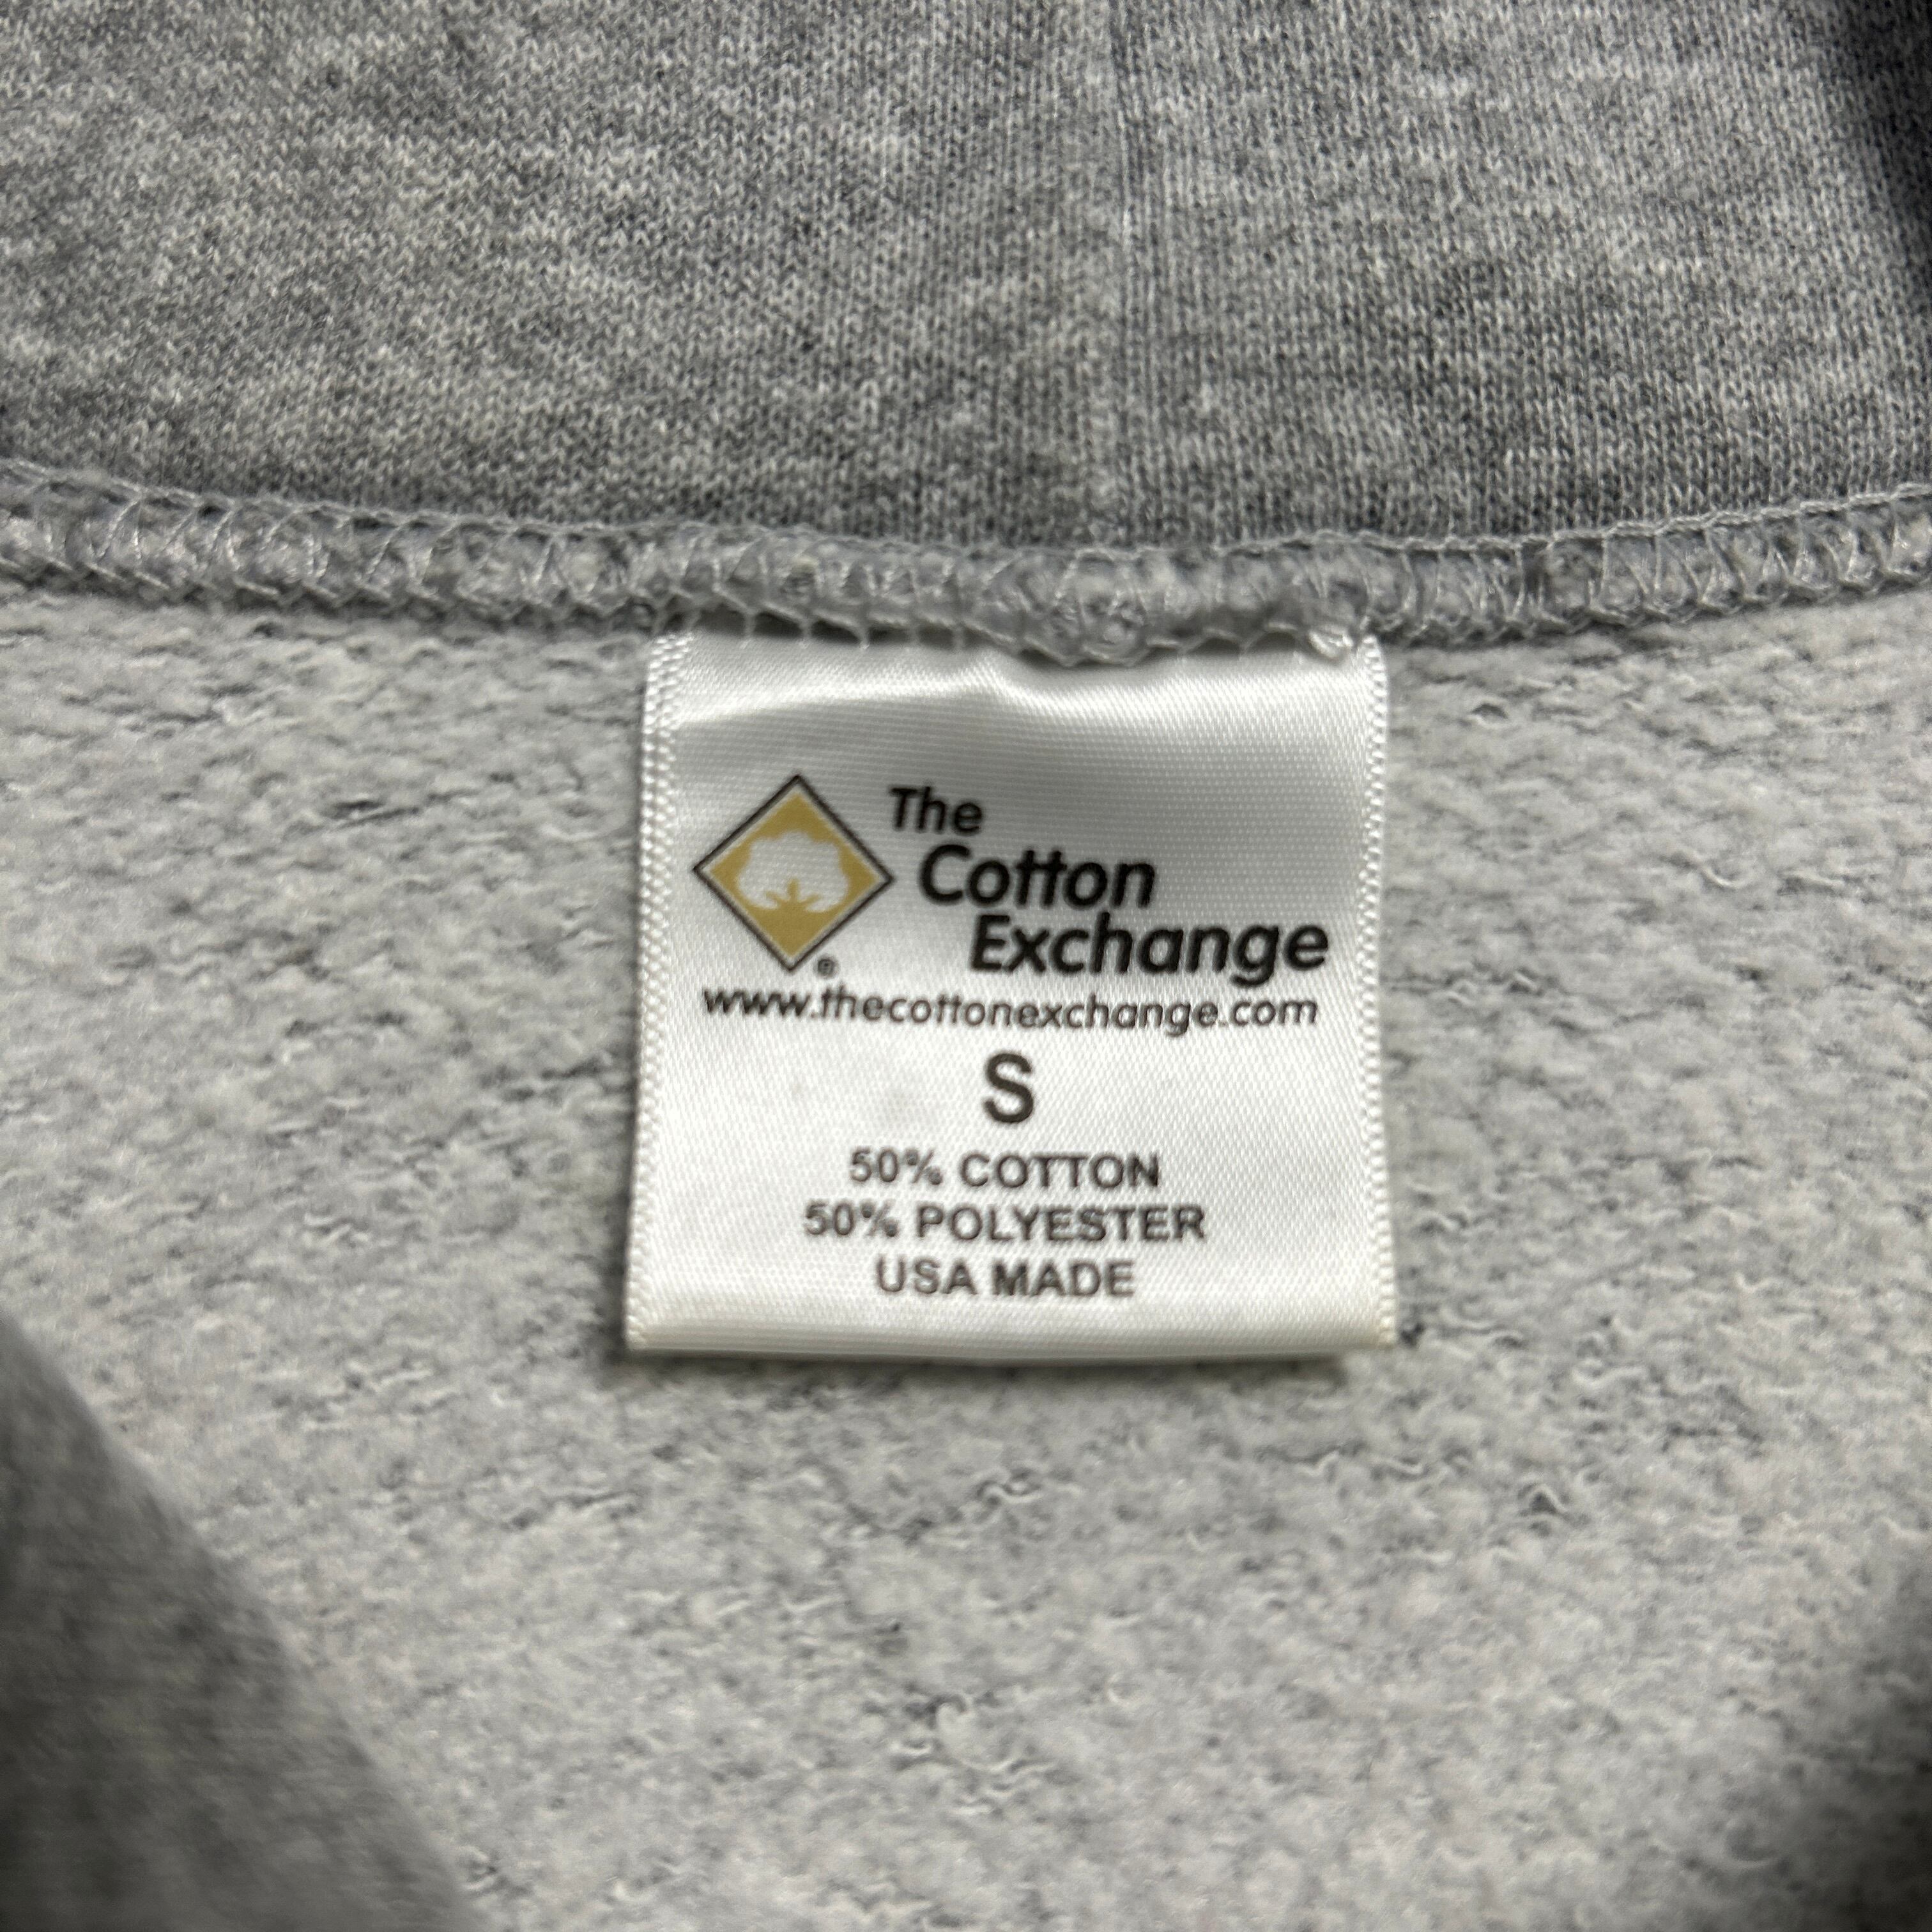 The
Cotton
Exchange
®
www.thecottonexchange.com
S
50% COTTON
50% POLYESTER
USA MADE